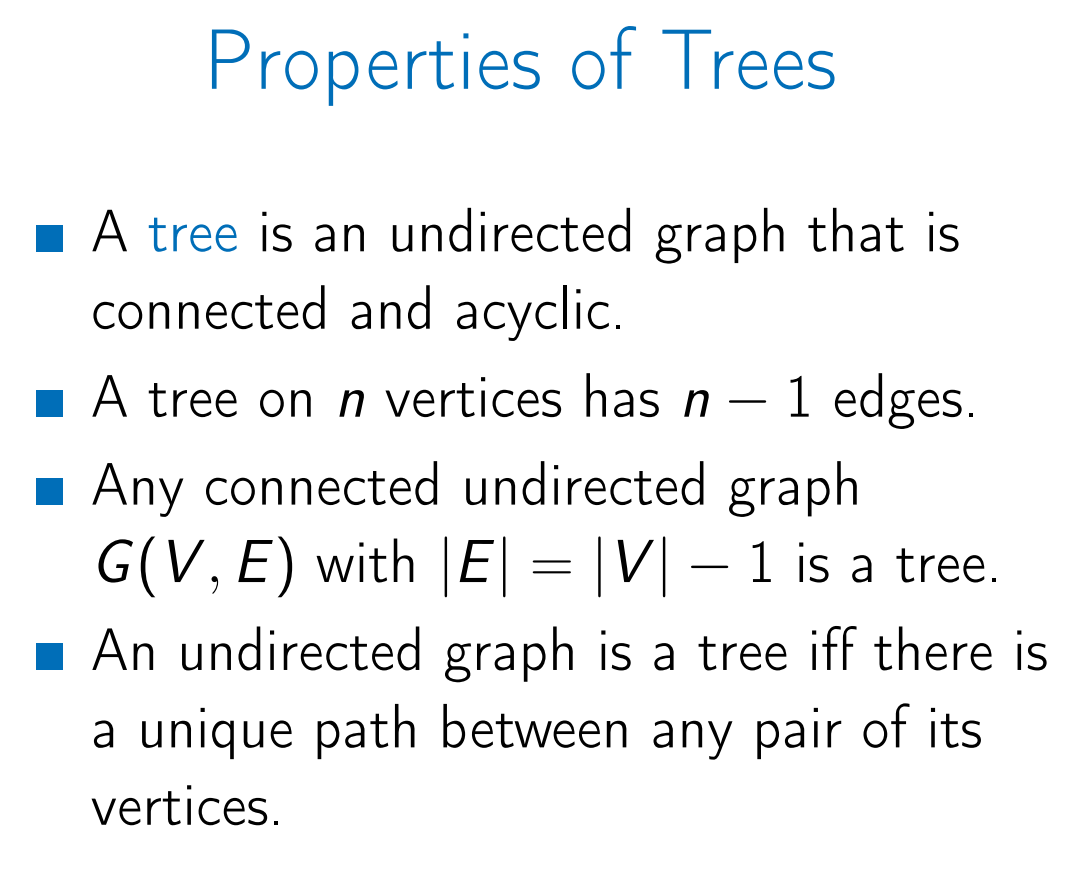 Properties of Trees
A tree is an undirected graph that is
connected and acyclic.
A tree on n vertices has n − 1 edges.
Any connected undirected graph
G(V, E) with |E| = |V| − 1 is a tree.
An undirected graph is a tree iff there is
a unique path between any pair of its
vertices.